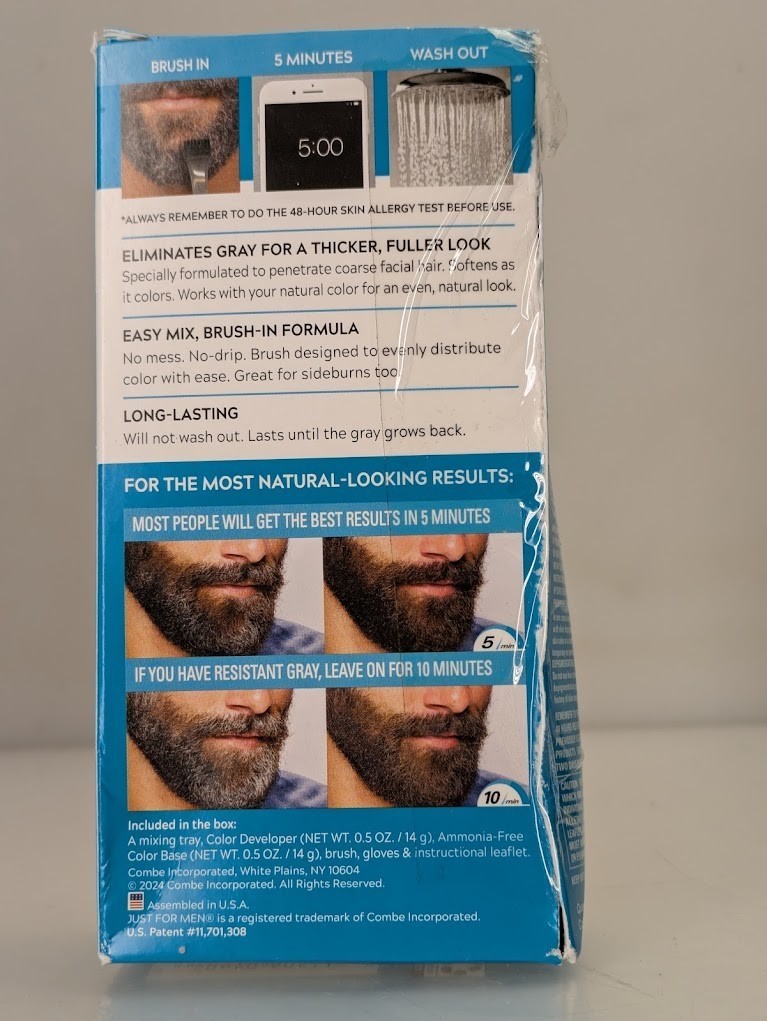 BRUSH IN 5 MINUTES WASH OUT
5:00
*ALWAYS REMEMBER TO DO THE 48-HOUR SKIN ALLERGY TEST BEFORE USE.
ELIMINATES GRAY FOR A THICKER, FULLER LOOK
Specially formulated to penetrate coarse facial hair. Softens as
it colors. Works with your natural color for an even, natural look.
EASY MIX, BRUSH-IN FORMULA
No mess. No-drip. Brush designed to evenly distribute
color with ease. Great for sideburns too.
LONG-LASTING
Will not wash out. Lasts until the gray grows back.
FOR THE MOST NATURAL-LOOKING RESULTS:
MOST PEOPLE WILL GET THE BEST RESULTS IN 5 MINUTES
5/min
IF YOU HAVE RESISTANT GRAY, LEAVE ON FOR 10 MINUTES
10/min
Included in the box:
A mixing tray, Color Developer (NET WT. 0.5 OZ. / 14 g), Ammonia-Free
Color Base (NET WT. 0.5 OZ. / 14 g), brush, gloves & instructional leaflet.
Combe Incorporated, White Plains, NY 10604
© 2024 Combe Incorporated. All Rights Reserved.
Assembled in U.S.A.
JUST FOR MEN® is a registered trademark of Combe Incorporated.
U.S. Patent #11,701,308